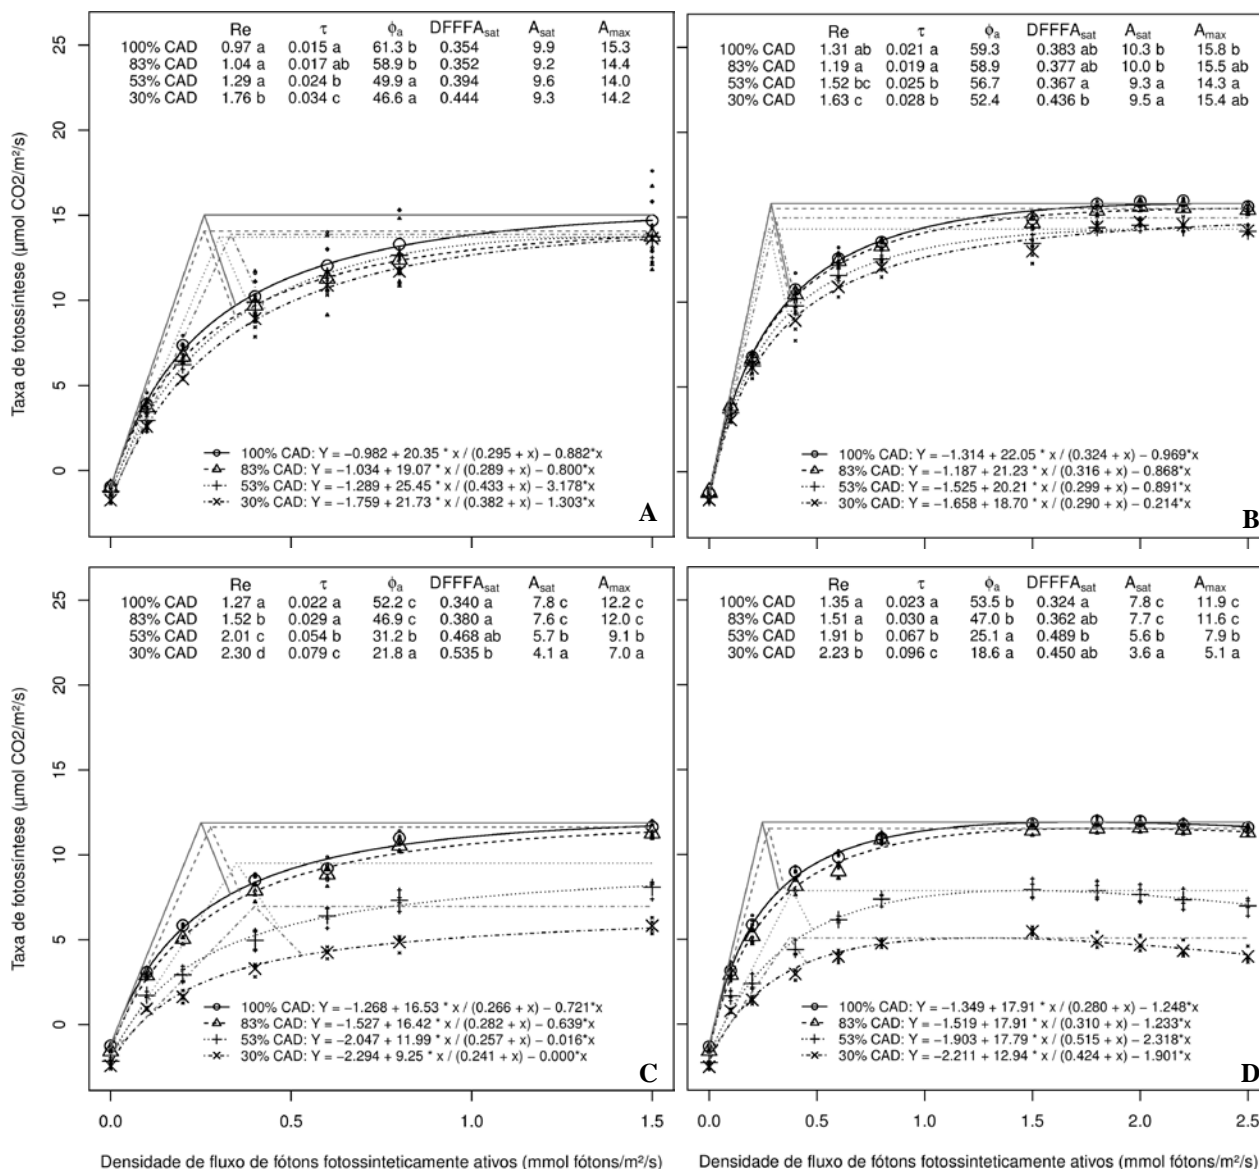 Re τ ϕa DFFFAsat Asat Amax
100% CAD 0.97 a 0.015 a 61.3 b 0.354 9.9 15.3
83% CAD 1.04 a 0.017 ab 58.9 b 0.352 9.2 14.4
53% CAD 1.29 a 0.024 b 49.9 a 0.394 9.6 14.0
30% CAD 1.76 b 0.034 c 46.6 a 0.444 9.3 14.2
25
20
15
10
5
0
Taxa de fotossíntese (µmol CO2/m²/s)
100% CAD: Y = −0.982 + 20.35 * x / (0.295 + x) − 0.882*x
83% CAD: Y = −1.034 + 19.07 * x / (0.289 + x) − 0.800*x
53% CAD: Y = −1.289 + 25.45 * x / (0.433 + x) − 3.178*x
30% CAD: Y = −1.759 + 21.73 * x / (0.382 + x) − 1.303*x
A
Re τ ϕa DFFFAsat Asat Amax
100% CAD 1.31 ab 0.021 a 59.3 0.383 ab 10.3 b 15.8 b
83% CAD 1.19 a 0.019 a 58.9 0.377 ab 10.0 b 15.5 ab
53% CAD 1.52 bc 0.025 b 56.7 0.367 a 9.3 a 14.3 a
30% CAD 1.63 c 0.028 b 52.4 0.436 b 9.5 a 15.4 ab
100% CAD: Y = −1.314 + 22.05 * x / (0.324 + x) − 0.969*x
83% CAD: Y = −1.187 + 21.23 * x / (0.316 + x) − 0.868*x
53% CAD: Y = −1.525 + 20.21 * x / (0.299 + x) − 0.891*x
30% CAD: Y = −1.658 + 18.70 * x / (0.290 + x) − 0.214*x
B
Re τ ϕa DFFFAsat Asat Amax
100% CAD 1.27 a 0.022 a 52.2 c 0.340 a 7.8 c 12.2 c
83% CAD 1.52 b 0.029 a 46.9 c 0.380 a 7.6 c 12.0 c
53% CAD 2.01 c 0.054 b 31.2 b 0.468 ab 5.7 b 9.1 b
30% CAD 2.30 d 0.079 c 21.8 a 0.535 b 4.1 a 7.0 a
25
20
15
10
5
0
Taxa de fotossíntese (µmol CO2/m²/s)
100% CAD: Y = −1.268 + 16.53 * x / (0.266 + x) − 0.721*x
83% CAD: Y = −1.527 + 16.42 * x / (0.282 + x) − 0.639*x
53% CAD: Y = −2.047 + 11.99 * x / (0.257 + x) − 0.016*x
30% CAD: Y = −2.294 + 9.25 * x / (0.241 + x) − 0.000*x
C
0.0 0.5 1.0 1.5
Densidade de fluxo de fótons fotossinteticamente ativos (mmol fótons/m²/s)
Re τ ϕa DFFFAsat Asat Amax
100% CAD 1.35 a 0.023 a 53.5 b 0.324 a 7.8 c 11.9 c
83% CAD 1.51 a 0.030 a 47.0 b 0.362 ab 7.7 c 11.6 c
53% CAD 1.91 b 0.067 b 25.1 a 0.489 b 5.6 b 7.9 b
30% CAD 2.23 b 0.096 c 18.6 a 0.450 ab 3.6 a 5.1 a
100% CAD: Y = −1.349 + 17.91 * x / (0.280 + x) − 1.248*x
83% CAD: Y = −1.519 + 17.91 * x / (0.310 + x) − 1.233*x
53% CAD: Y = −1.903 + 17.79 * x / (0.515 + x) − 2.318*x
30% CAD: Y = −2.211 + 12.94 * x / (0.424 + x) − 1.901*x
D
0.0 0.5 1.0 1.5 2.0 2.5
Densidade de fluxo de fótons fotossinteticamente ativos (mmol fótons/m²/s)